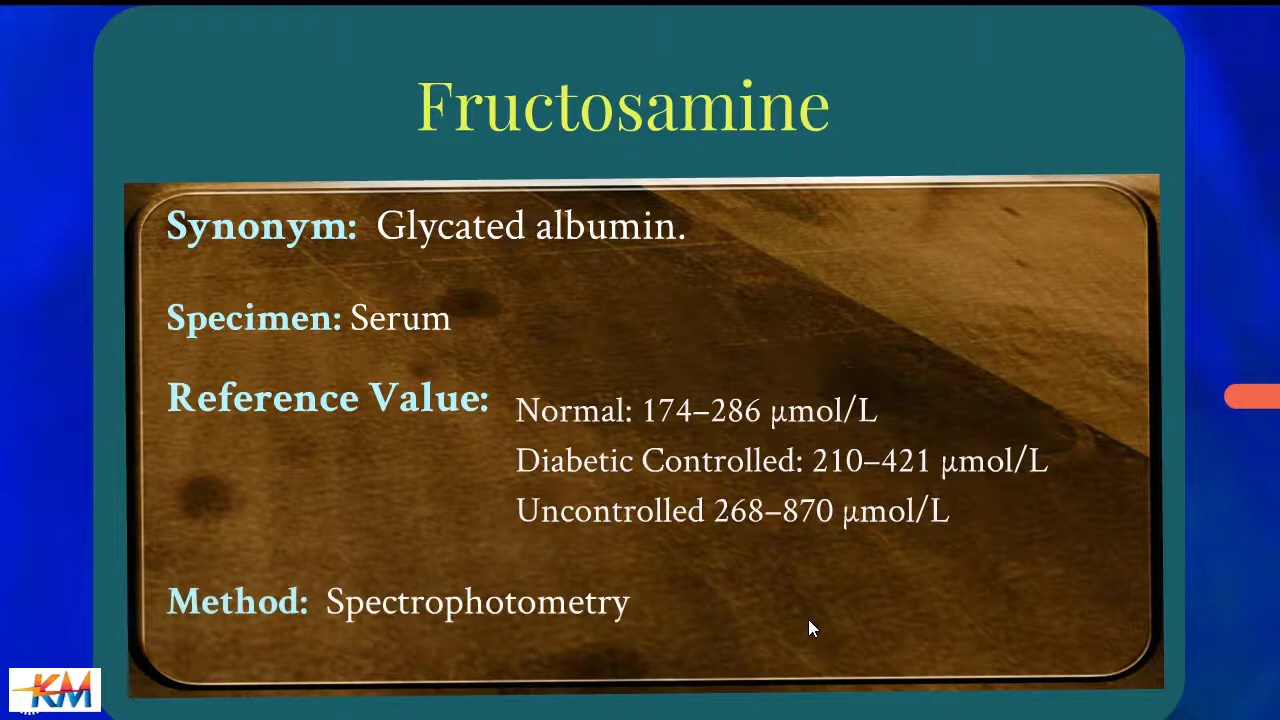 Fructosamine
Synonym: Glycated albumin.
Specimen: Serum
Reference Value:
Normal: 174–286 µmol/L
Diabetic Controlled: 210–421 µmol/L
Uncontrolled 268–870 µmol/L
Method: Spectrophotometry
KM